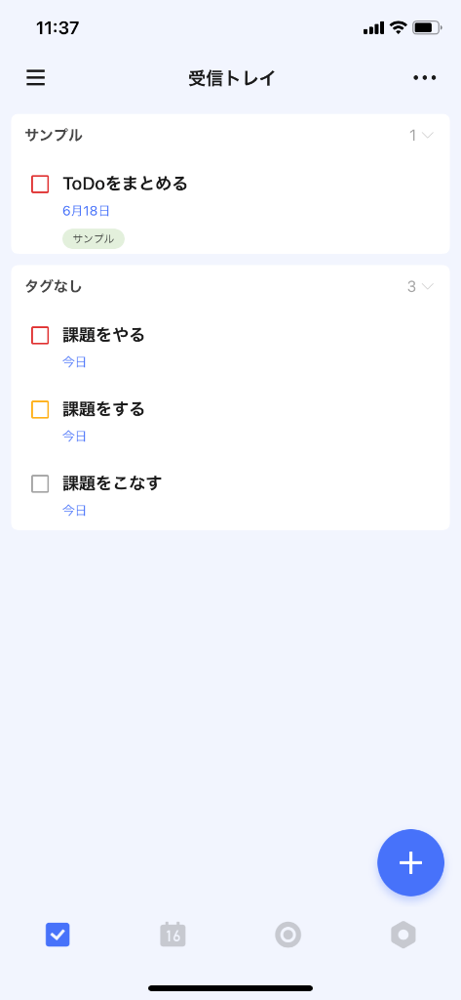 11:37
受信トレイ
サンプル 1
ToDoをまとめる
6月18日
サンプル
タグなし 3
課題をやる
今日
課題をする
今日
課題をこなす
今日
16